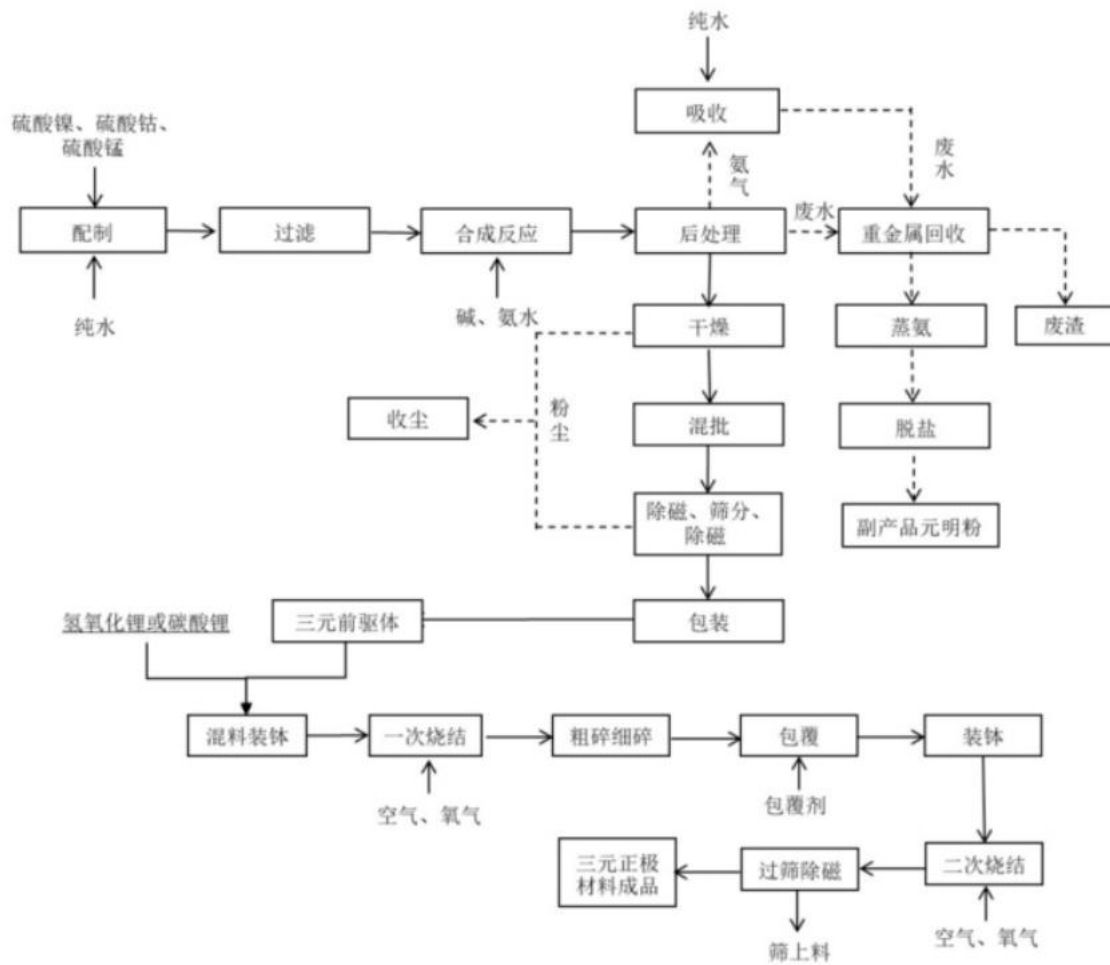 纯水
吸收
硫酸镍、硫酸钴、
硫酸锰
氨气
废水
配制
过滤
合成反应
后处理
废水
重金属回收
纯水
碱、氨水
干燥
蒸氨
废渣
收尘
粉尘
混批
脱盐
除磁、筛分、
除磁
副产品元明粉
氢氧化锂或碳酸锂
三元前驱体
包装
混料装钵
一次烧结
粗碎细碎
包覆
装钵
空气、氧气
包覆剂
三元正极
材料成品
过筛除磁
二次烧结
筛上料
空气、氧气